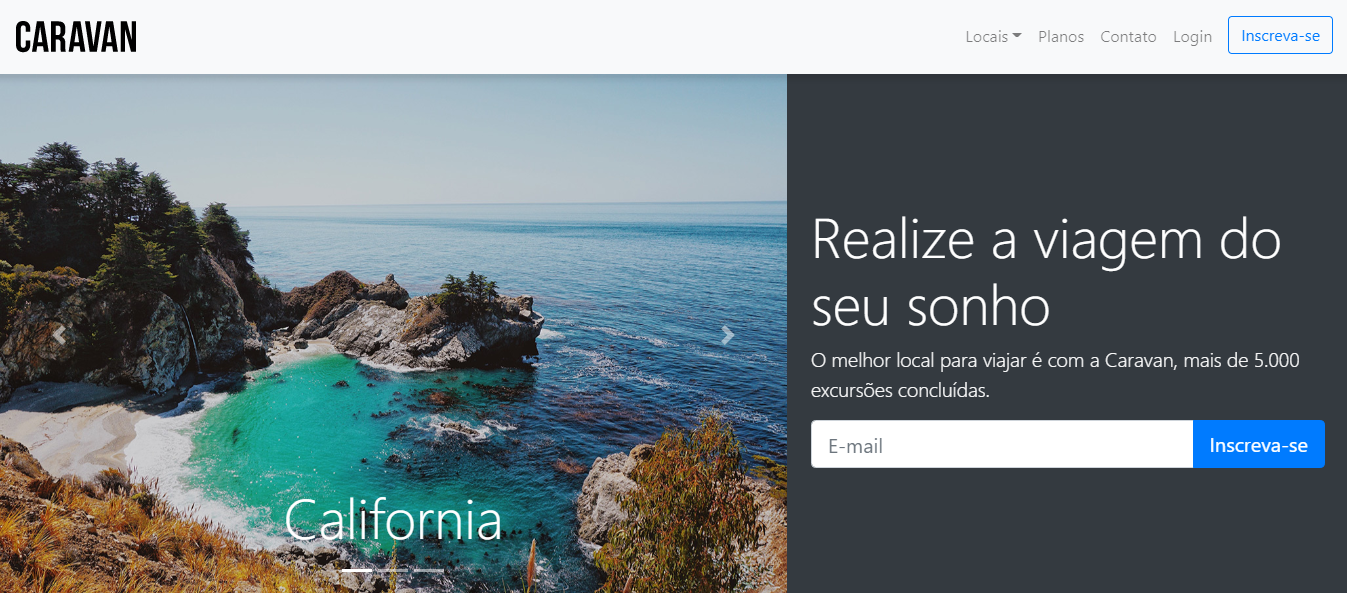 CARAVAN
Locais Planos Contato Login Inscreva-se
Realize a viagem do
seu sonho
O melhor local para viajar é com a Caravan, mais de 5.000
excursões concluídas.
E-mail Inscreva-se
California